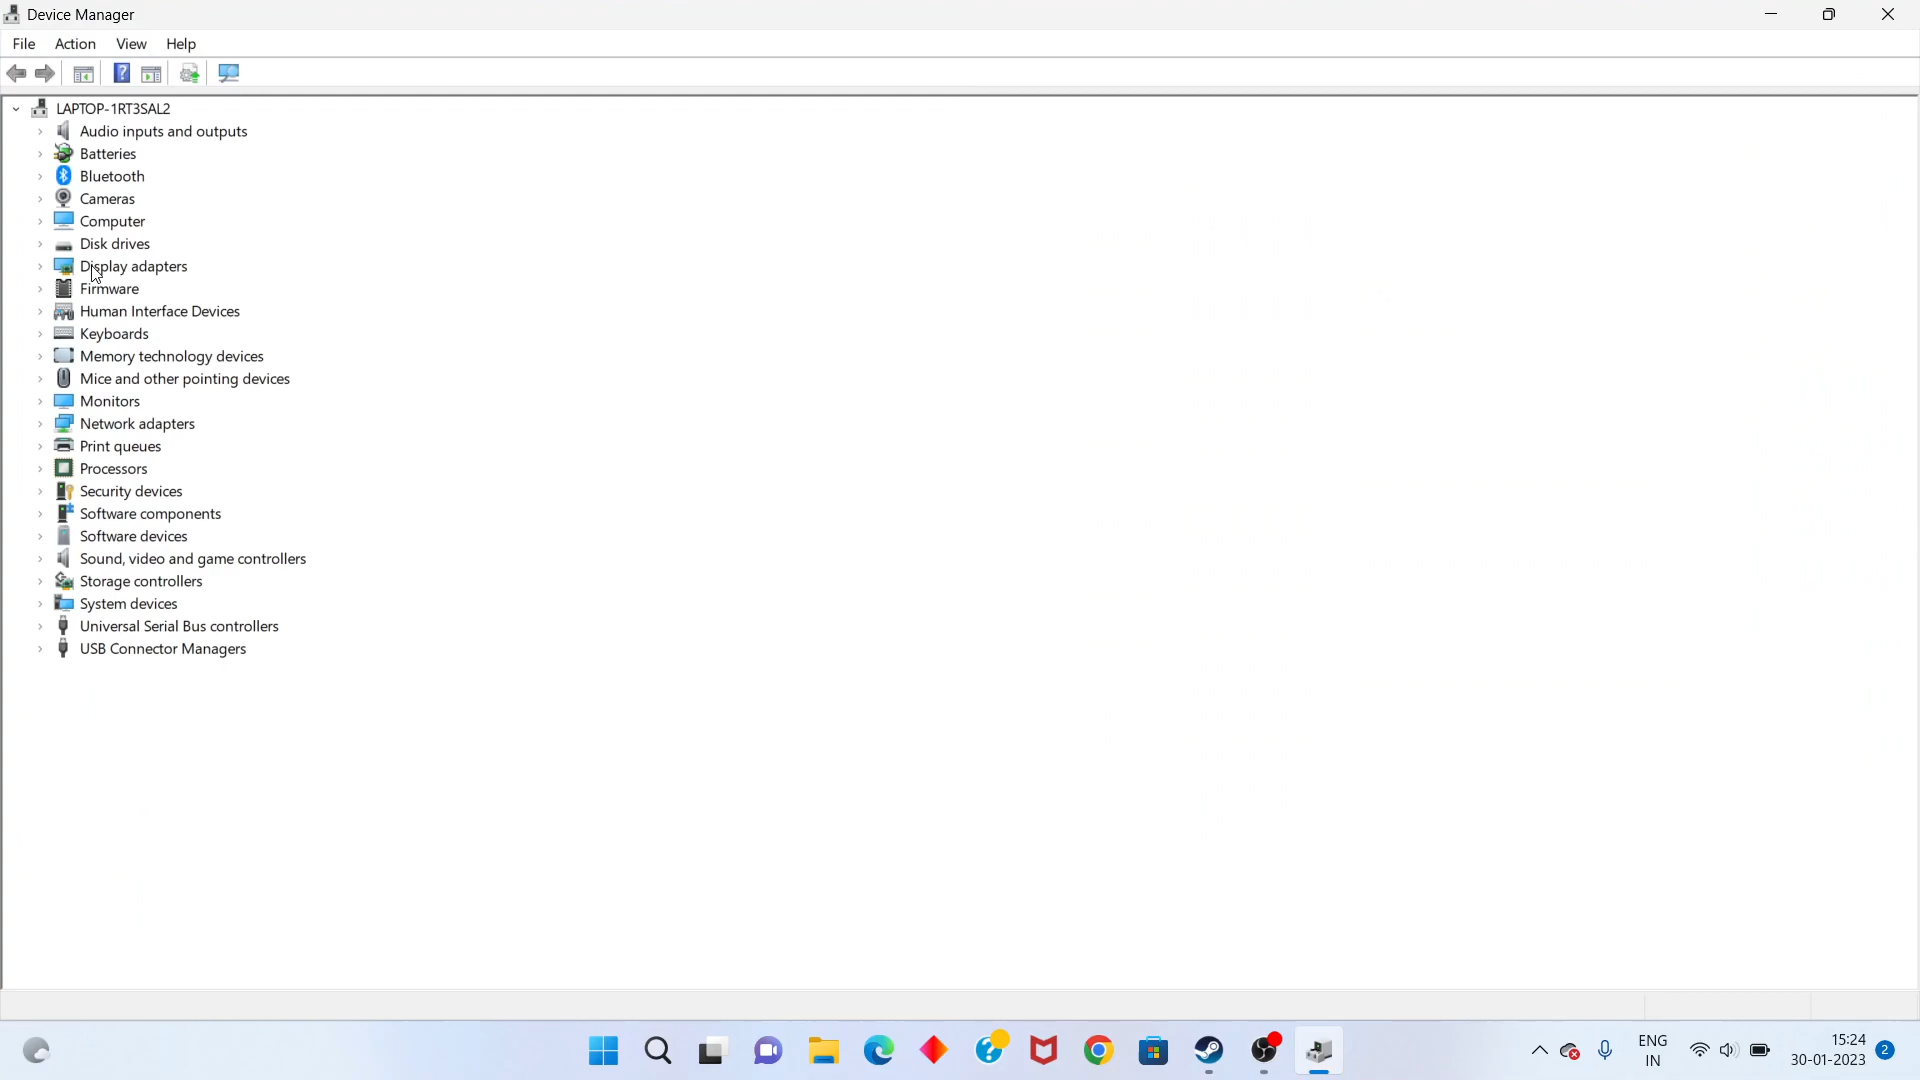 Device Manager
File Action View Help
LAPTOP-1RT3SAL2
Audio inputs and outputs
Batteries
Bluetooth
Cameras
Computer
Disk drives
Display adapters
Firmware
Human Interface Devices
Keyboards
Memory technology devices
Mice and other pointing devices
Monitors
Network adapters
Print queues
Processors
Security devices
Software components
Software devices
Sound, video and game controllers
Storage controllers
System devices
Universal Serial Bus controllers
USB Connector Managers
ENG
IN
15:24
30-01-2023
2